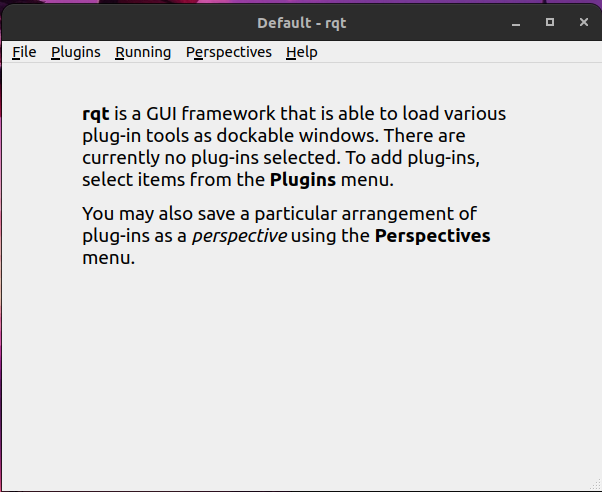 Default - rqt
File Plugins Running Perspectives Help
rqt is a GUI framework that is able to load various
plug-in tools as dockable windows. There are
currently no plug-ins selected. To add plug-ins,
select items from the Plugins menu.
You may also save a particular arrangement of
plug-ins as a perspective using the Perspectives
menu.